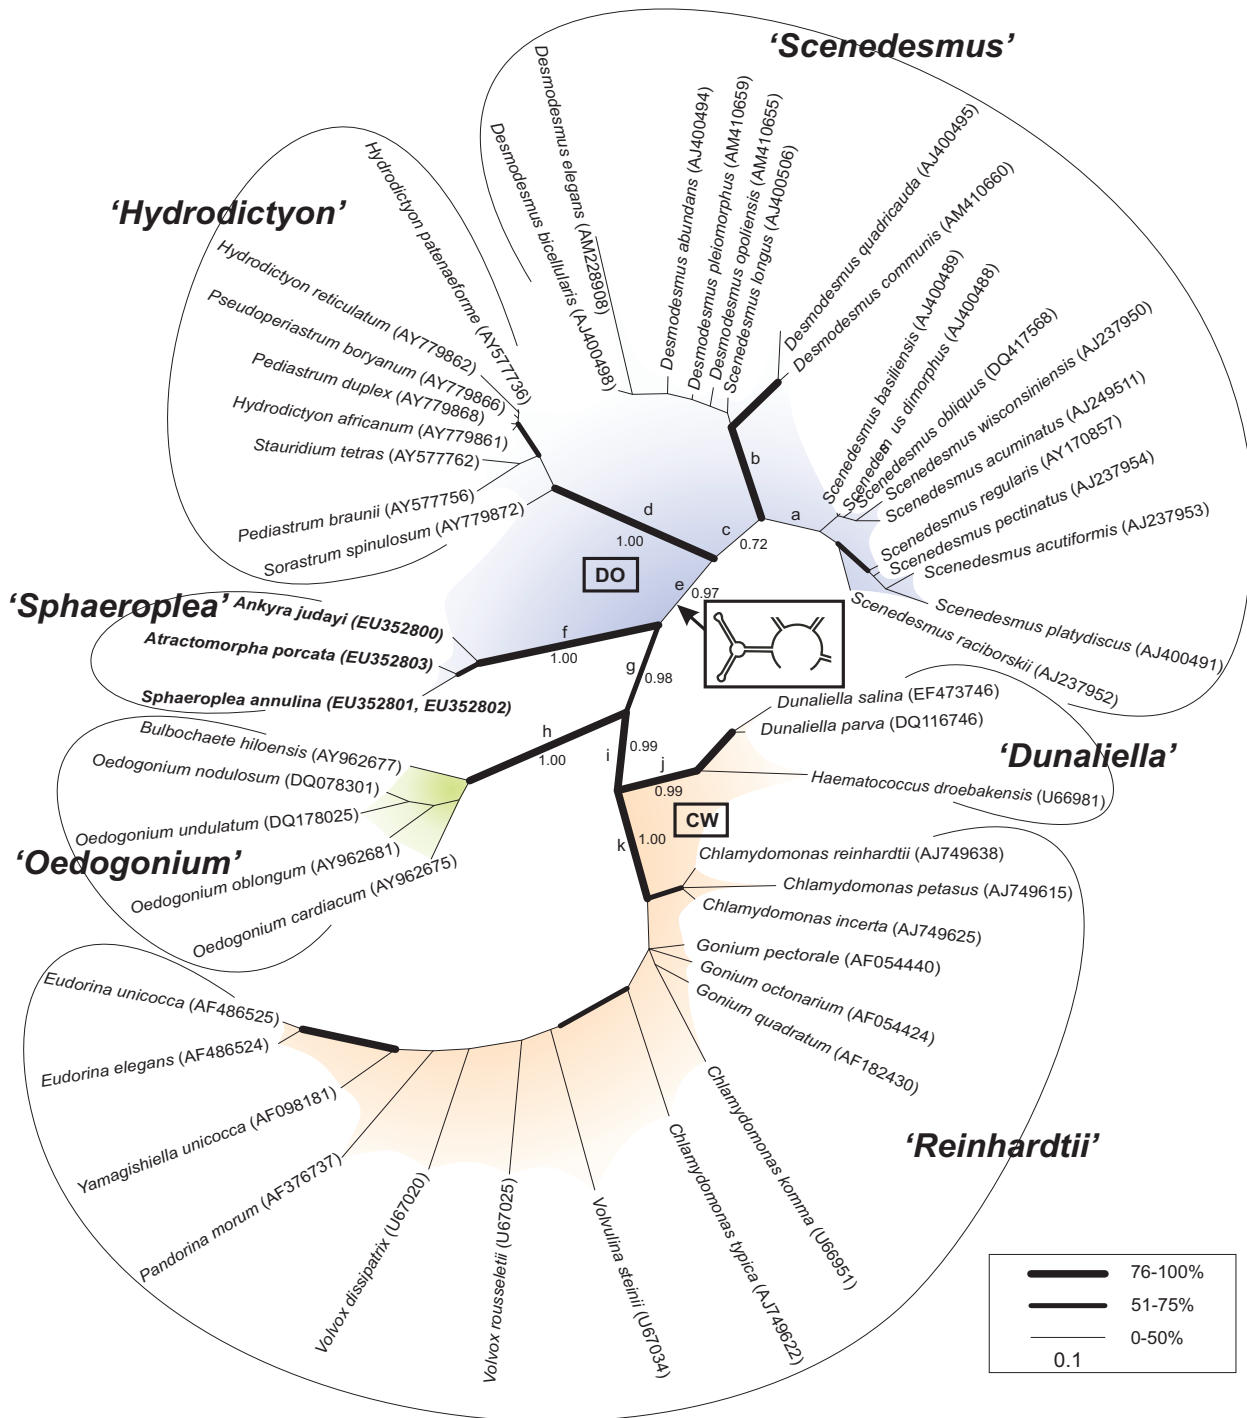 'Scenedesmus'
Desmodesmus elegans (AM228908)
Desmodesmus bicellularis (AJ400498)
Desmodesmus abundans (AJ400494)
Desmodesmus pleiomorphus (AM410659)
Desmodesmus opoliensis (AM410655)
Scenedesmus longus (AJ400506)
Desmodesmus quadricauda (AJ400495)
Desmodesmus communis (AM410660)
Scenedesmus basiliensis (AJ400489)
Scenedesm us dimorphus (AJ400488)
Scenedesmus obliquus (DQ417568)
Scenedesmus wisconsiniensis (AJ237950)
Scenedesmus acuminatus (AJ249511)
Scenedesmus regularis (AY170857)
Scenedesmus pectinatus (AJ237954)
Scenedesmus acutiformis (AJ237953)
Scenedesmus platydiscus (AJ400491)
Scenedesmus raciborskii (AJ237952)
'Hydrodictyon'
Hydrodictyon patenaeforme (AY577736)
Hydrodictyon reticulatum (AY779862)
Pseudoperiastrum boryanum (AY779866)
Pediastrum duplex (AY779868)
Hydrodictyon africanum (AY779861)
Stauridium tetras (AY577762)
Pediastrum braunii (AY577756)
Sorastrum spinulosum (AY779872)
b
a
c
0.72
d
1.00
DO
e
0.97
'Sphaeroplea'
Ankyra judayi (EU352800)
Atractomorpha porcata (EU352803)
Sphaeroplea annulina (EU352801, EU352802)
f
1.00
g
0.98
h
1.00
i
0.99
j
0.99
CW
k
1.00
'Dunaliella'
Dunaliella salina (EF473746)
Dunaliella parva (DQ116746)
Haematococcus droebakensis (U66981)
'Oedogonium'
Bulbochaete hiloensis (AY962677)
Oedogonium nodulosum (DQ078301)
Oedogonium undulatum (DQ178025)
Oedogonium oblongum (AY962681)
Oedogonium cardiacum (AY962675)
'Reinhardtii'
Chlamydomonas reinhardtii (AJ749638)
Chlamydomonas petasus (AJ749615)
Chlamydomonas incerta (AJ749625)
Gonium pectorale (AF054440)
Gonium octonarium (AF054424)
Gonium quadratum (AF182430)
Chlamydomonas komma (U66951)
Chlamydomonas typica (AJ749622)
Volvulina steinii (U67034)
Volvox rousseletii (U67025)
Volvox dissipatrix (U67020)
Pandorina morum (AF376737)
Yamagishiella unicocca (AF098181)
Eudorina elegans (AF486524)
Eudorina unicocca (AF486525)
76-100%
51-75%
0-50%
0.1